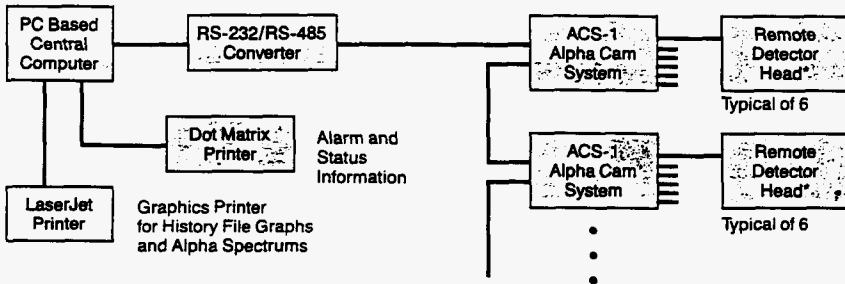 PC Based
Central
Computer
RS-232/RS-485
Converter
ACS-1
Alpha Cam
System
Remote
Detector
Head*
Typical of 6
Dot Matrix
Printer
Alarm and
Status
Information
ACS-1
Alpha Cam
System
Remote
Detector
Head*
Typical of 6
LaserJet
Printer
Graphics Printer
for History File Graphs
and Alpha Spectrums